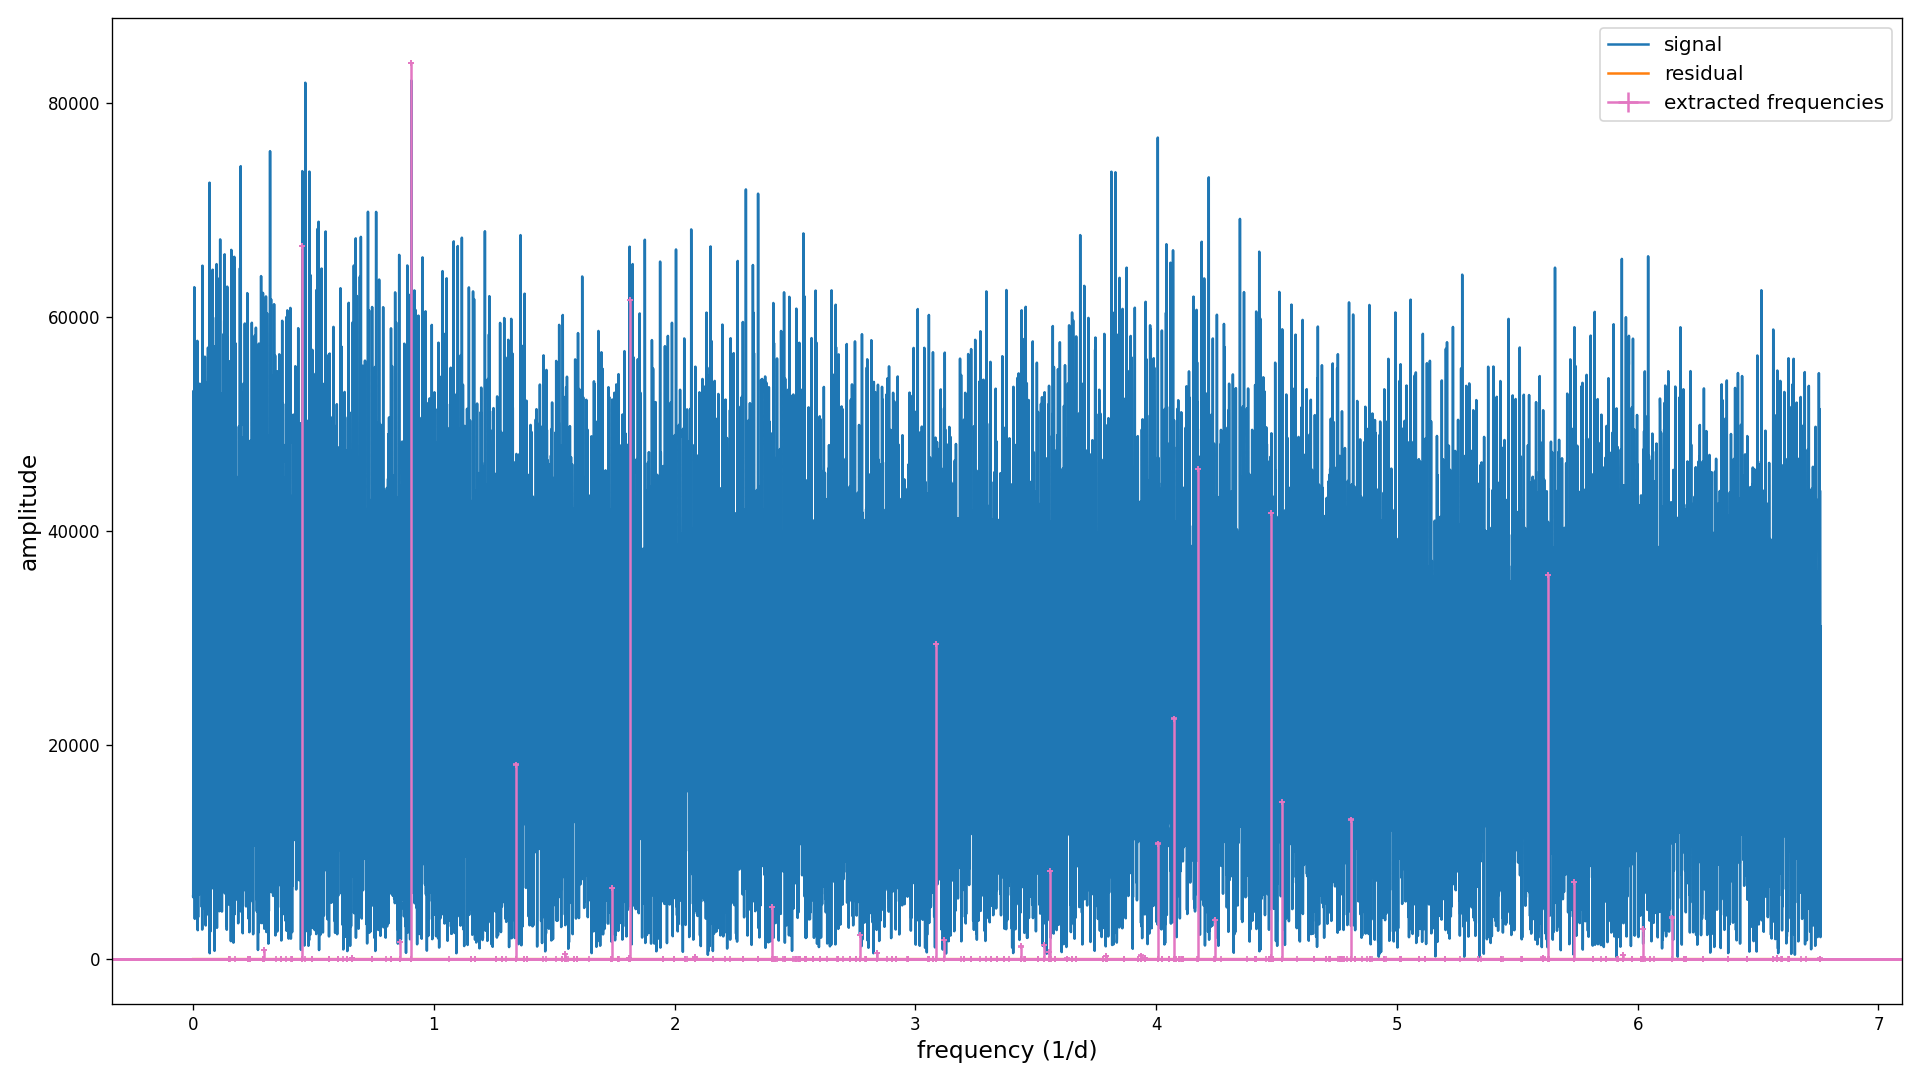 signal
residual
extracted frequencies
80000
60000
40000
20000
0
amplitude
0 1 2 3 4 5 6 7
frequency (1/d)